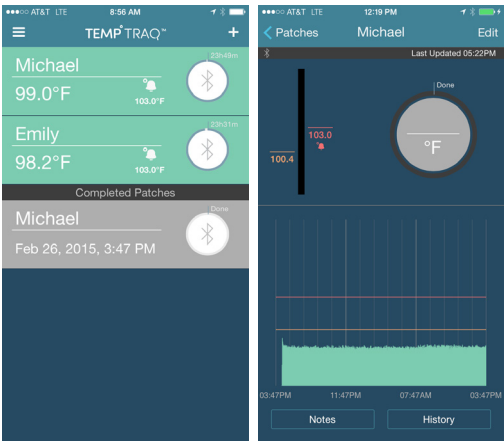 AT&T LTE 8:56 AM
TEMP°TRAQ™ +
Michael
23h49m
99.0°F
103.0°F
Emily
23h31m
98.2°F
103.0°F
Completed Patches
Michael
Done
Feb 26, 2015, 3:47 PM
AT&T LTE 12:19 PM
Patches Michael Edit
Last Updated 05:22PM
Done
103.0
°F
100.4
03:47PM 11:47PM 07:47AM 03:47PM
Notes History